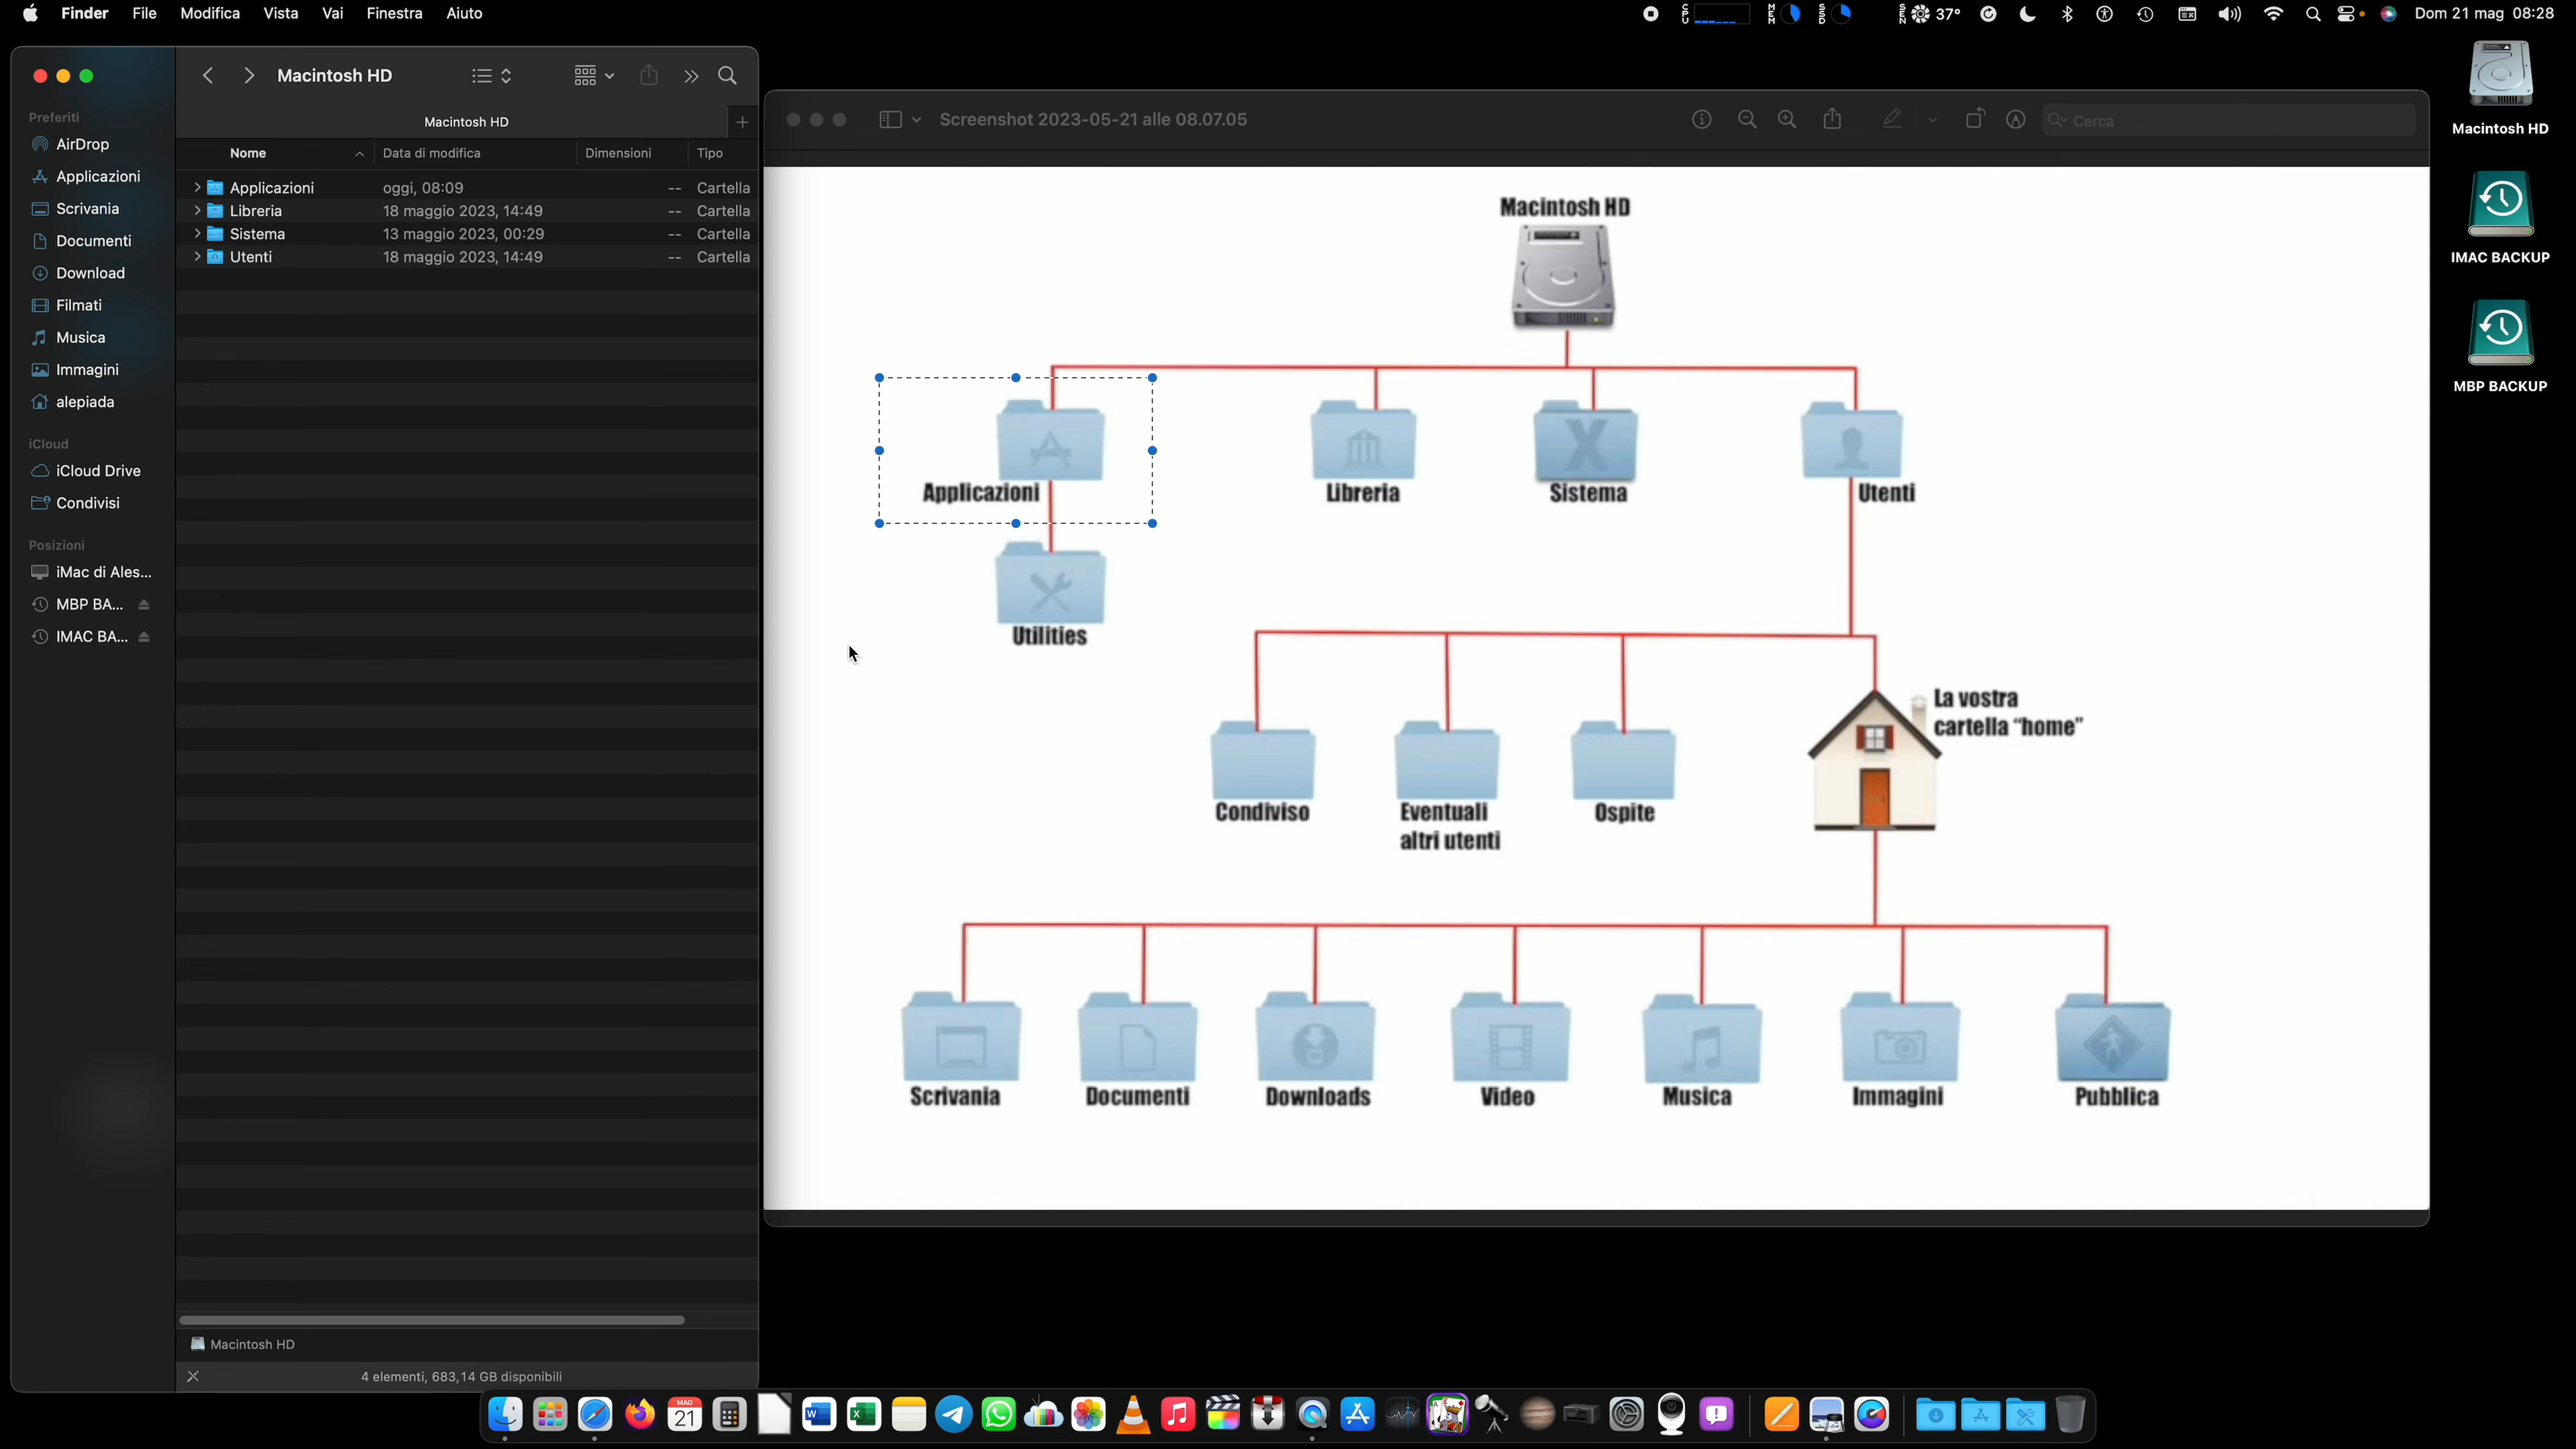 Finder File Modifica Vista Vai Finestra Aiuto
CPU MEM SSD SEN 37° Dom 21 mag 08:28
Macintosh HD
Macintosh HD
Preferiti
AirDrop
Applicazioni
Scrivania
Documenti
Download
Filmati
Musica
Immagini
alepiada
iCloud
iCloud Drive
Condivisi
Posizioni
iMac di Ales...
MBP BA...
IMAC BA...
Nome Data di modifica Dimensioni Tipo
Applicazioni oggi, 08:09 -- Cartella
Libreria 18 maggio 2023, 14:49 -- Cartella
Sistema 13 maggio 2023, 00:29 -- Cartella
Utenti 18 maggio 2023, 14:49 -- Cartella
Macintosh HD
4 elementi, 683,14 GB disponibili
Screenshot 2023-05-21 alle 08.07.05
Cerca
Macintosh HD
Applicazioni
Libreria
Sistema
Utenti
Utilities
La vostra
cartella “home”
Condiviso
Eventuali
altri utenti
Ospite
Scrivania
Documenti
Downloads
Video
Musica
Immagini
Pubblica
Macintosh HD
IMAC BACKUP
MBP BACKUP
MAG
21